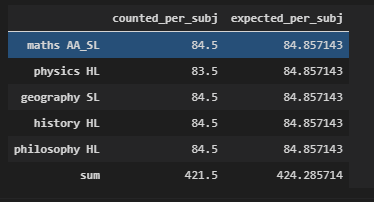 counted_per_subj expected_per_subj
maths AA_SL 84.5 84.857143
physics HL 83.5 84.857143
geography SL 84.5 84.857143
history HL 84.5 84.857143
philosophy HL 84.5 84.857143
sum 421.5 424.285714